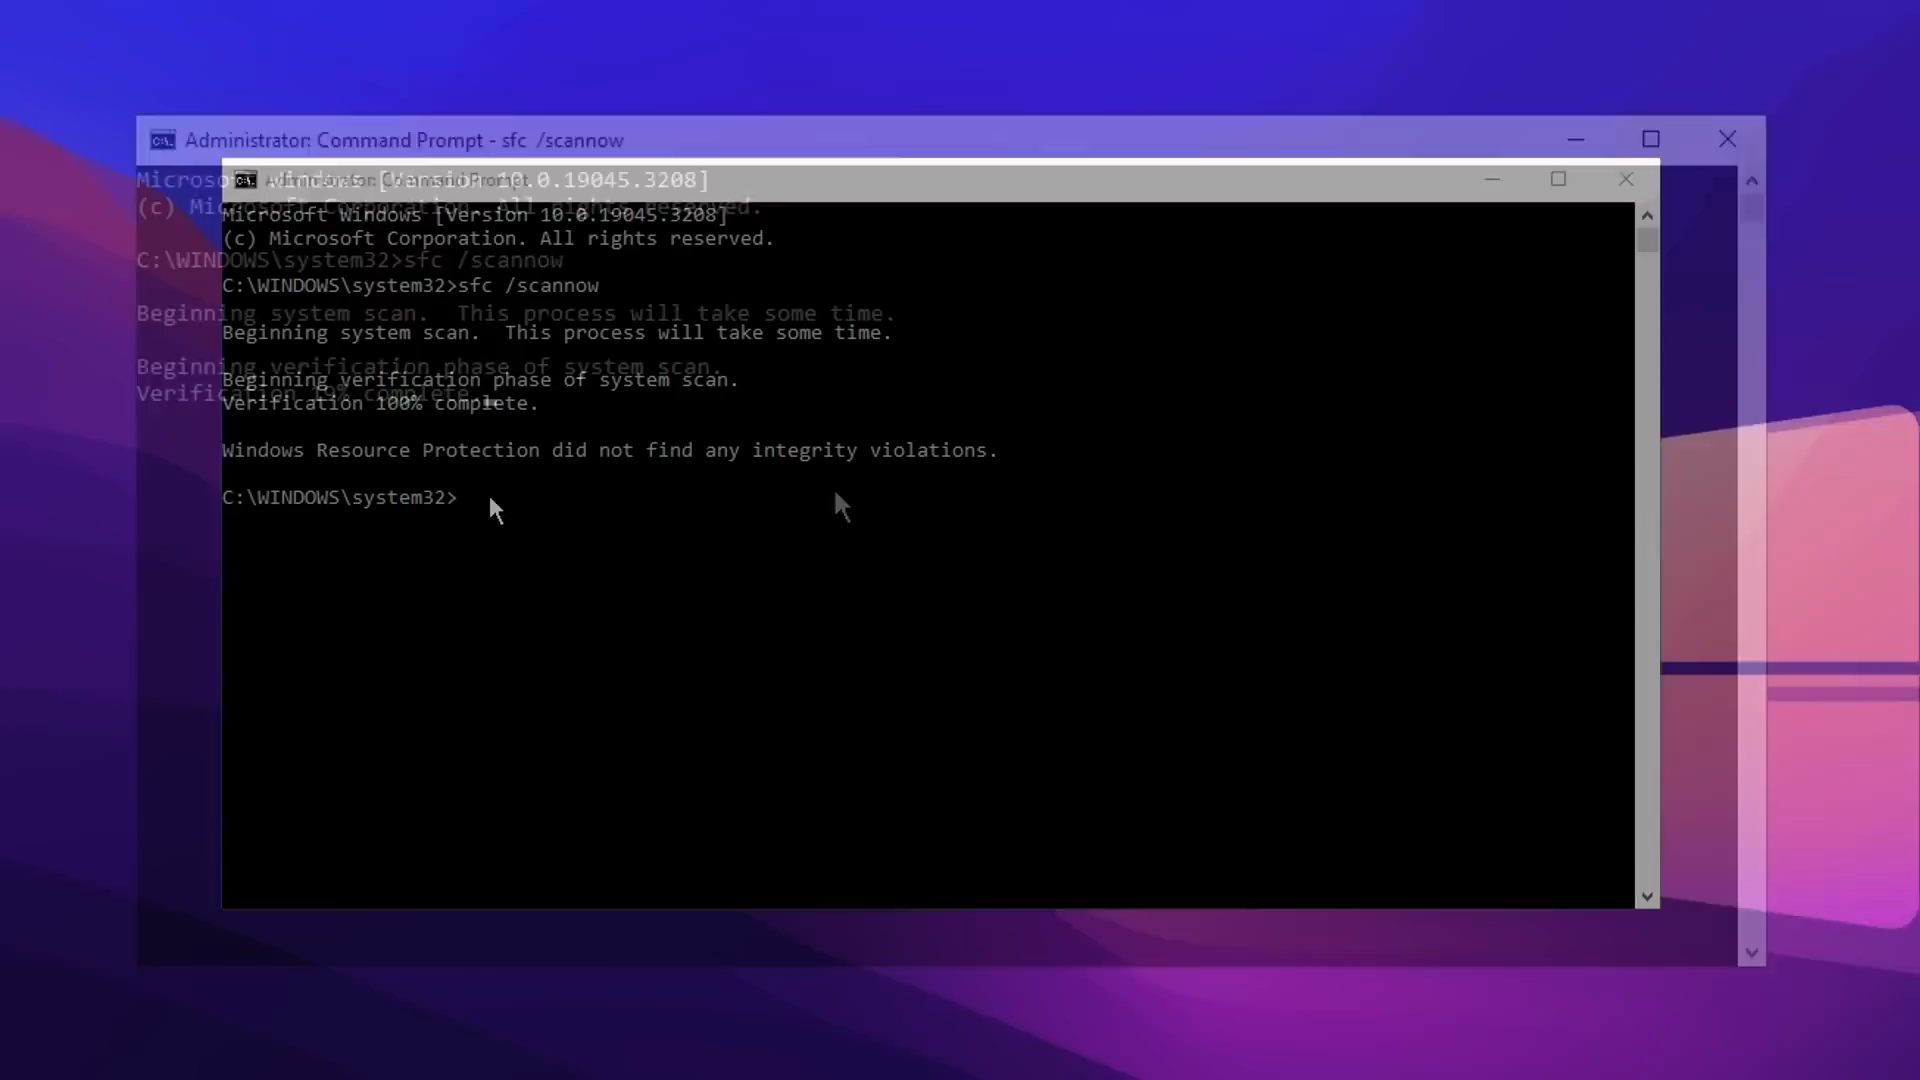 Administrator: Command Prompt - sfc /scannow
Microsoft Windows [Version 10.0.19045.3208]
(c) Microsoft Corporation. All rights reserved.
C:\WINDOWS\system32>sfc /scannow
Beginning system scan.  This process will take some time.
Beginning verification phase of system scan.
Verification 19% complete.
Administrator: Command Prompt
Microsoft Windows [Version 10.0.19045.3208]
(c) Microsoft Corporation. All rights reserved.
C:\WINDOWS\system32>sfc /scannow
Beginning system scan.  This process will take some time.
Beginning verification phase of system scan.
Verification 100% complete.
Windows Resource Protection did not find any integrity violations.
C:\WINDOWS\system32>